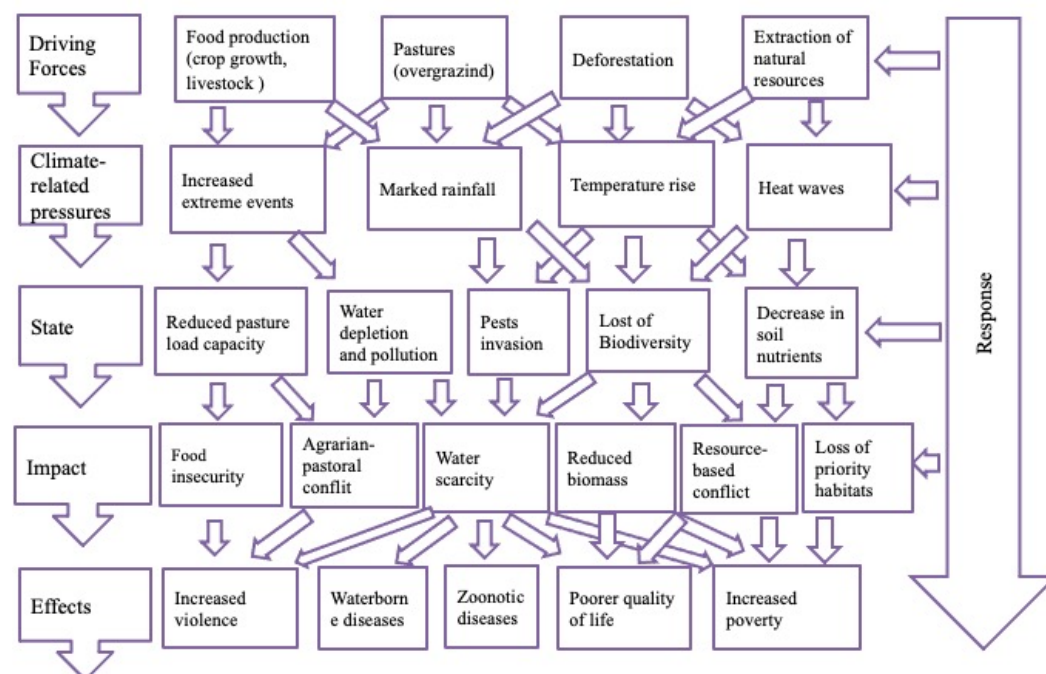 Driving
Forces
Food production
(crop growth,
livestock )
Pastures
(overgrazind)
Deforestation
Extraction of
natural
resources
Climate-
related
pressures
Increased
extreme events
Marked rainfall
Temperature rise
Heat waves
State
Reduced pasture
load capacity
Water
depletion
and pollution
Pests
invasion
Lost of
Biodiversity
Decrease in
soil
nutrients
Impact
Food
insecurity
Agrarian-
pastoral
conflit
Water
scarcity
Reduced
biomass
Resource-
based
conflict
Loss of
priority
habitats
Effects
Increased
violence
Waterborn
e diseases
Zoonotic
diseases
Poorer quality
of life
Increased
poverty
Response